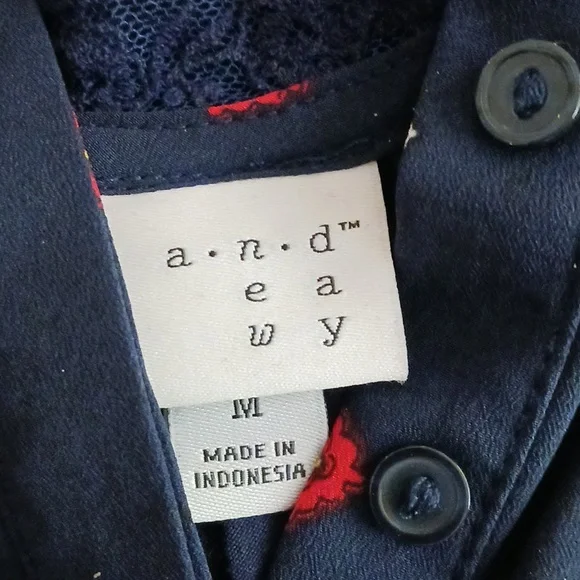 a·n·d™
e a
w y
M
MADE IN
INDONESIA